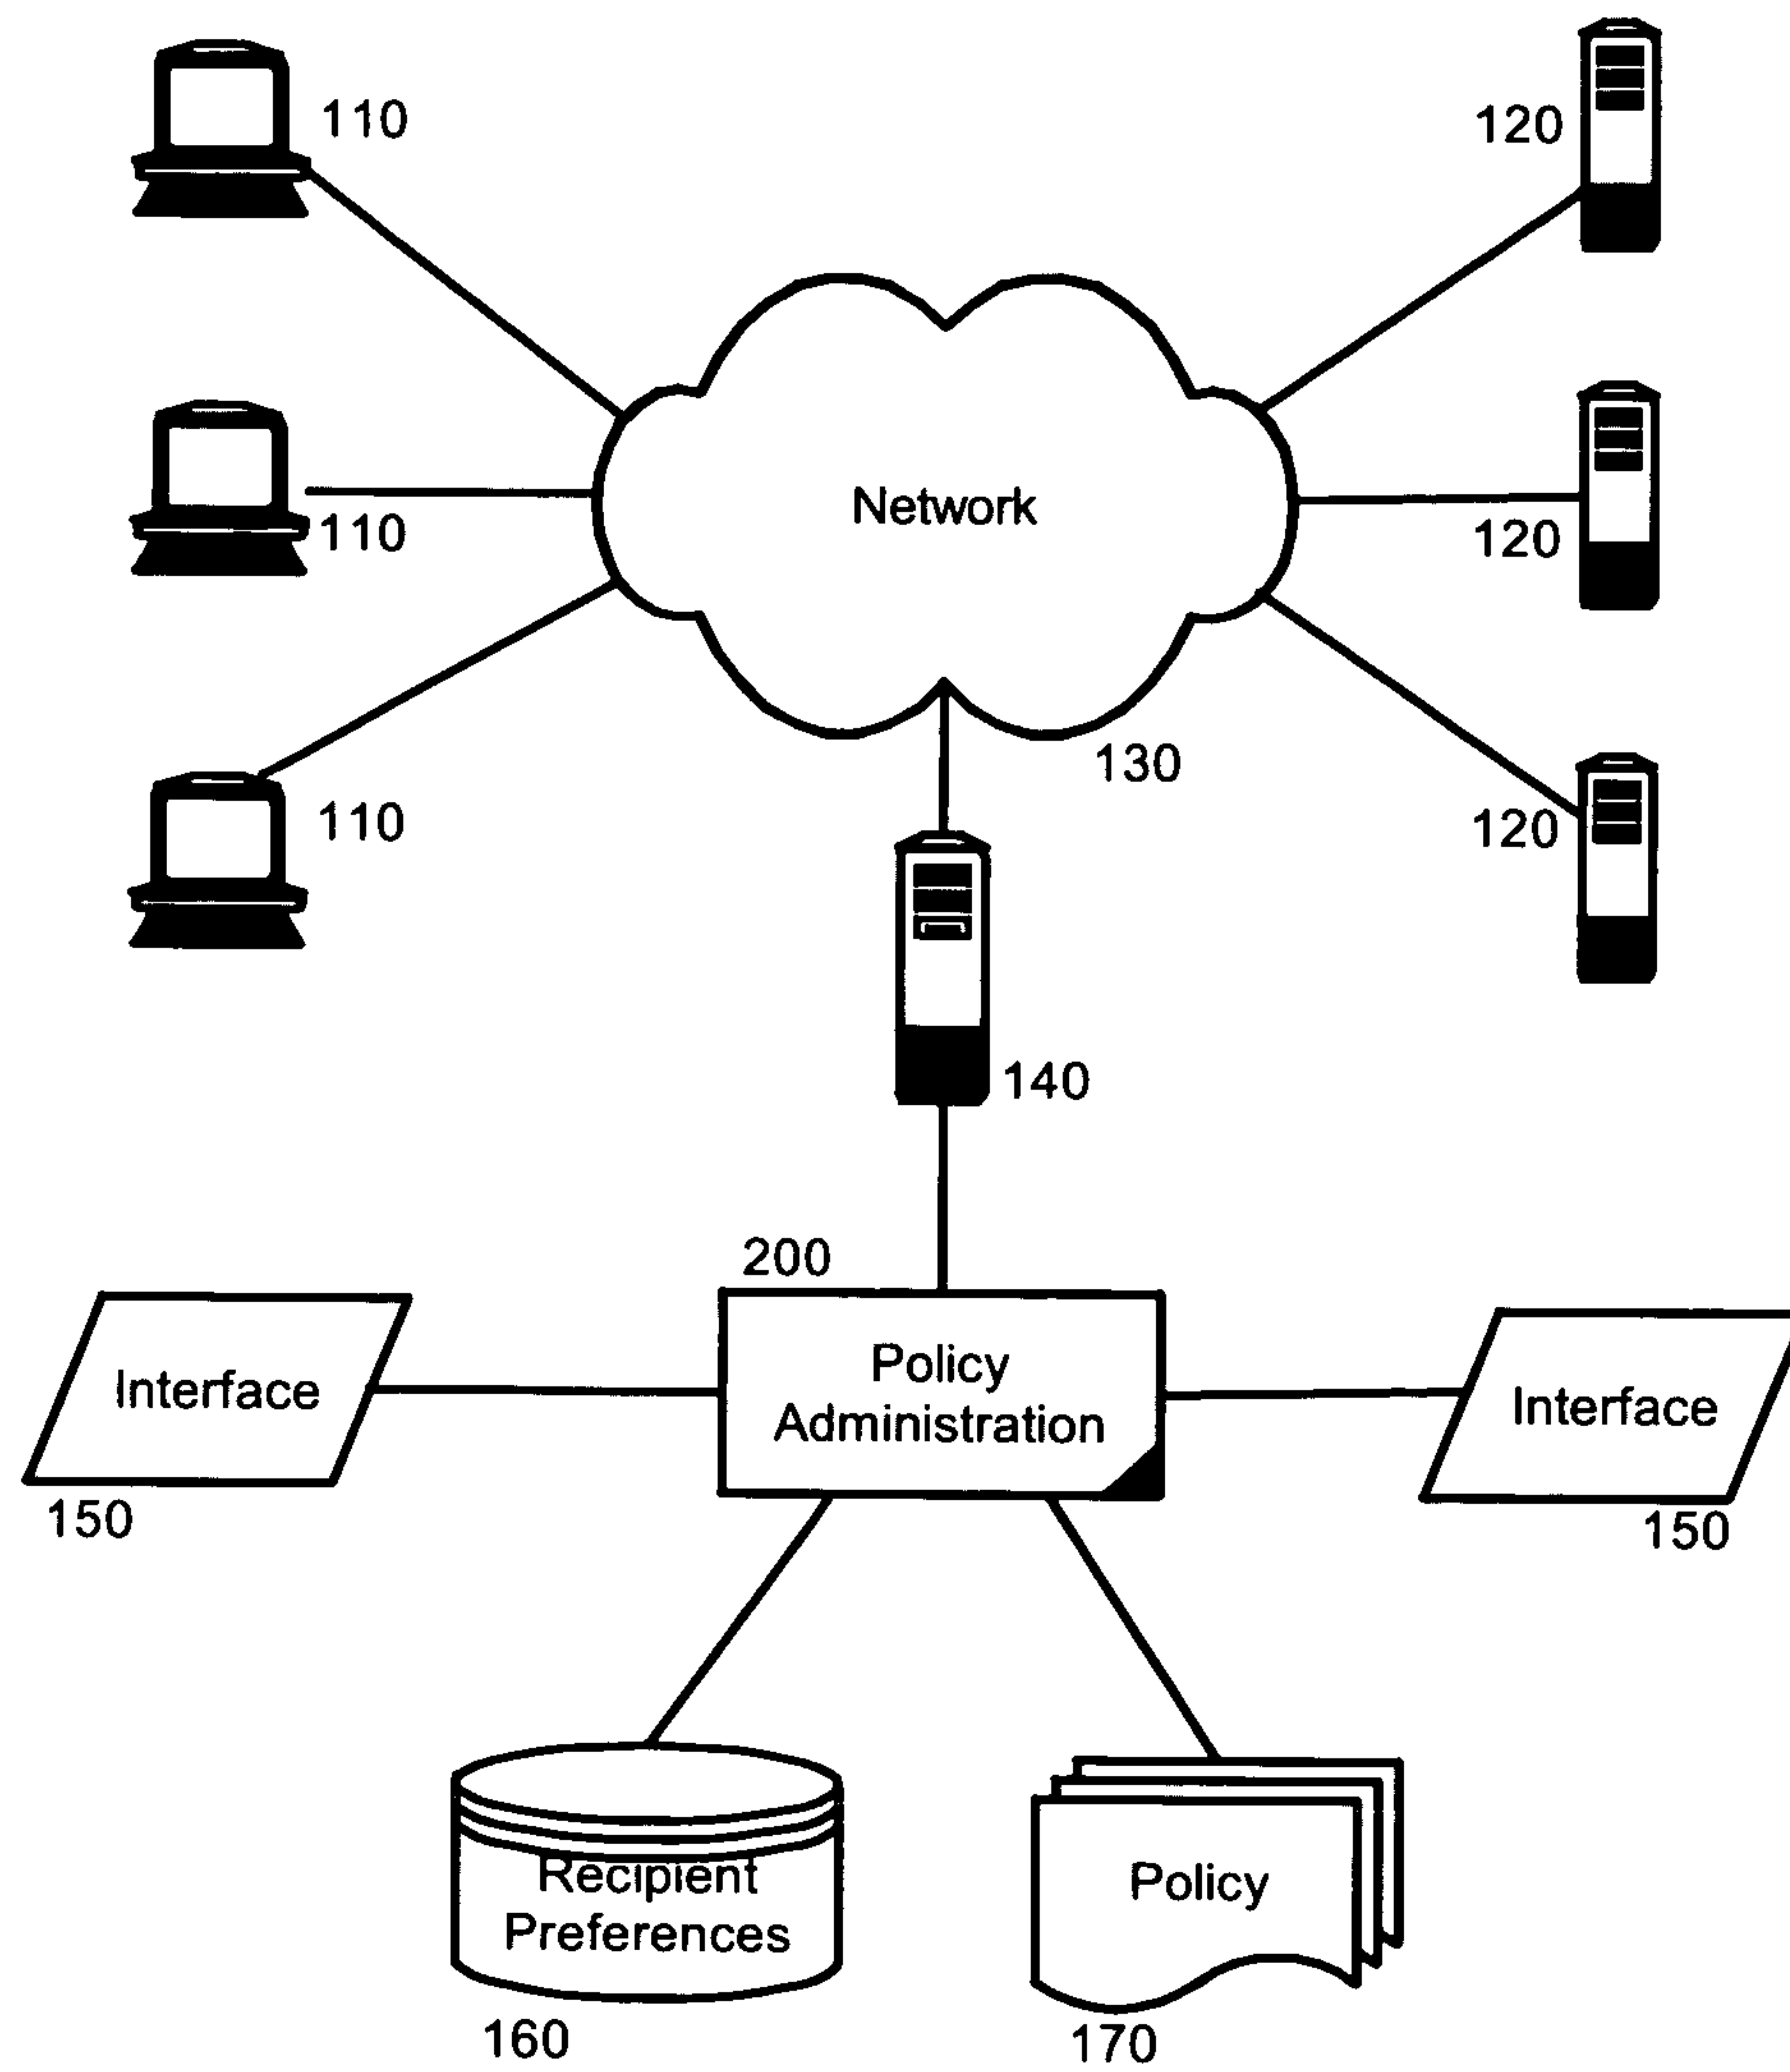 110
120
Network
110
120
130
110
120
140
200
Policy
Administration
Interface
Interface
150
150
Recipient
Preferences
Policy
160
170